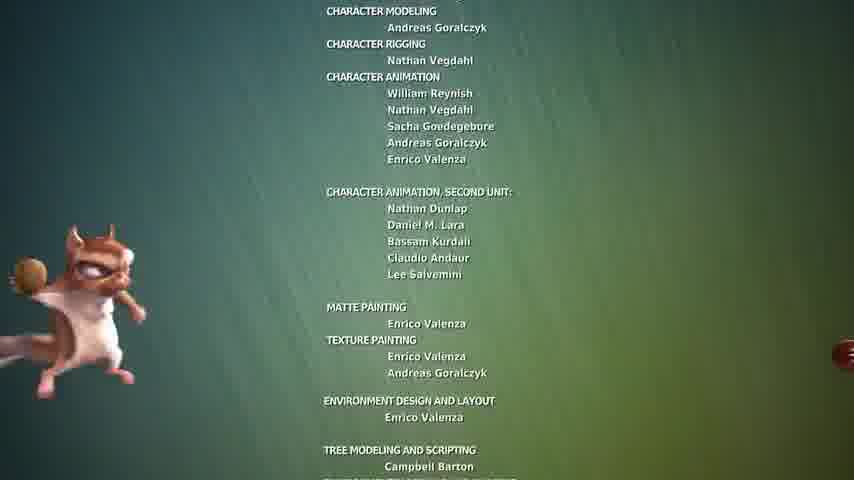 CHARACTER MODELING
Andreas Goralczyk
CHARACTER RIGGING
Nathan Vegdahl
CHARACTER ANIMATION
William Reynish
Nathan Vegdahl
Sacha Goedegebure
Andreas Goralczyk
Enrico Valenza
CHARACTER ANIMATION, SECOND UNIT:
Nathan Dunlap
Daniel M. Lara
Bassam Kurdali
Claudio Andaur
Lee Salvemini
MATTE PAINTING
Enrico Valenza
TEXTURE PAINTING
Enrico Valenza
Andreas Goralczyk
ENVIRONMENT DESIGN AND LAYOUT
Enrico Valenza
TREE MODELING AND SCRIPTING
Campbell Barton